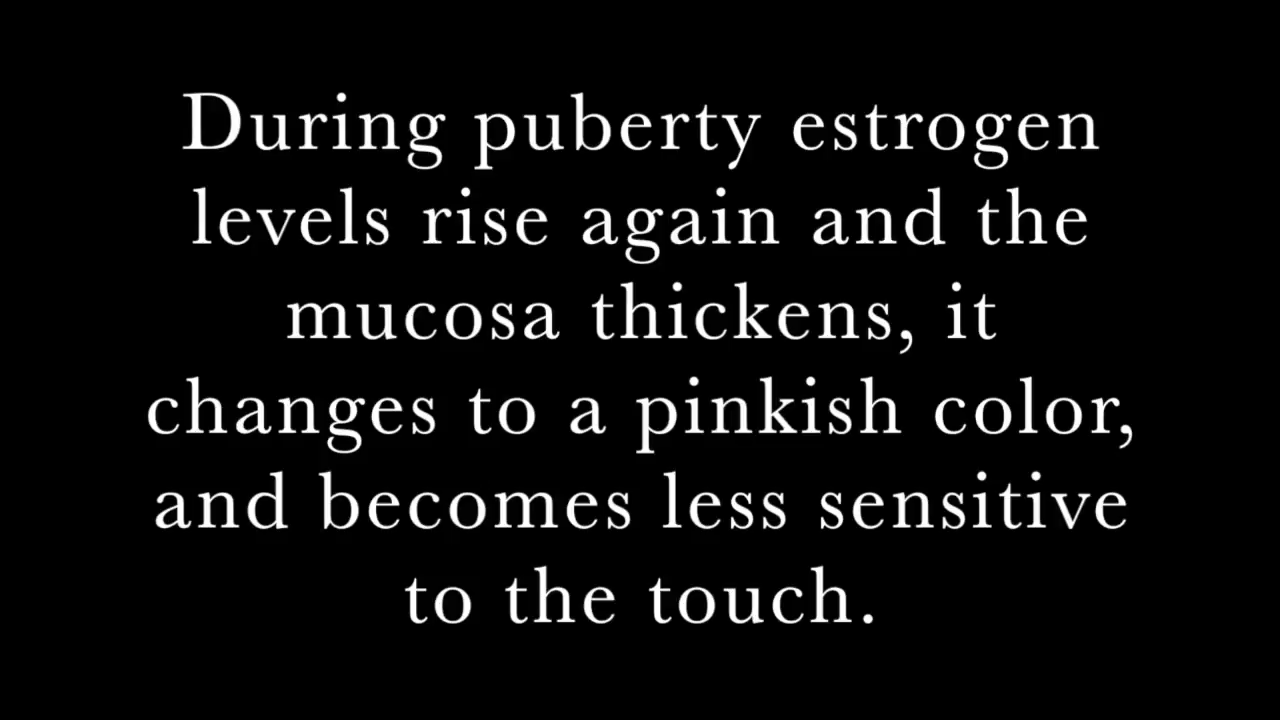 During puberty estrogen
levels rise again and the
mucosa thickens, it
changes to a pinkish color,
and becomes less sensitive
to the touch.